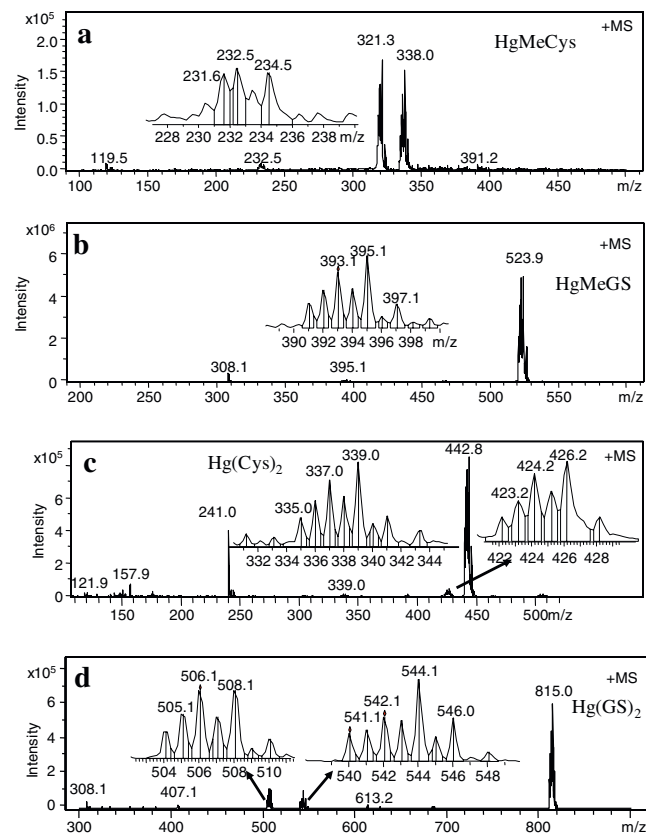 x10⁵
a
HgMeCys
+MS
Intensity
2.0
1.5
1.0
0.5
0.0
231.6
232.5
234.5
228 230 232 234 236 238 m/z
119.5
232.5
321.3
338.0
391.2
100 150 200 250 300 350 400 450 m/z
x10⁶
b
HgMeGS
+MS
Intensity
6
4
2
0
393.1
395.1
397.1
390 392 394 396 398 m/z
308.1
395.1
523.9
200 250 300 350 400 450 500 550 m/z
x10⁵
c
Hg(Cys)₂
+MS
Intensity
6
4
2
0
335.0
337.0
339.0
332 334 336 338 340 342 344
423.2
424.2
426.2
422 424 426 428
121.9
157.9
241.0
339.0
442.8
150 200 250 300 350 400 450 500 m/z
x10⁵
d
Hg(GS)₂
+MS
Intensity
6
4
2
0
505.1
506.1
508.1
504 506 508 510
541.1
542.1
544.1
546.0
540 542 544 546 548
308.1
407.1
613.2
815.0
300 400 500 600 700 800 m/z